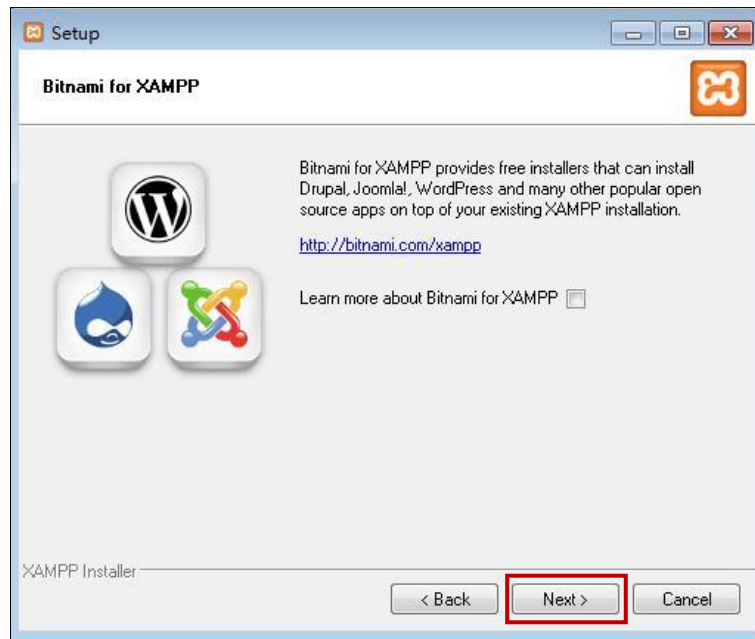 Setup
Bitnami for XAMPP
Bitnami for XAMPP provides free installers that can install
Drupal, Joomla!, WordPress and many other popular open
source apps on top of your existing XAMPP installation.
http://bitnami.com/xampp
Learn more about Bitnami for XAMPP
XAMPP Installer
< Back
Next >
Cancel